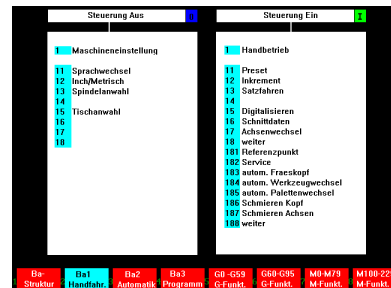 Steuerung Aus 0
1 Maschineneinstellung
11 Sprachwechsel
12 Inch/Metrisch
13 Spindelanwahl
14
15 Tischanwahl
16
17
18
Steuerung Ein I
1 Handbetrieb
11 Preset
12 Inkrement
13 Satzfahren
14
15 Digitalisieren
16 Schnittdaten
17 Achsenwechsel
18 weiter
181 Referenzpunkt
182 Service
183 autom. Fraeskopf
184 autom. Werkzeugwechsel
185 autom. Palettenwechsel
186 Schmieren Kopf
187 Schmieren Achsen
188 weiter
Ba- Ba1 Ba2 Ba3 G0 -G59 G60-G95 M0-M79 M100-225
Struktur Handfahr. Automatik Programm G-Funkt. G-Funkt. M-Funkt. M-Funkt.